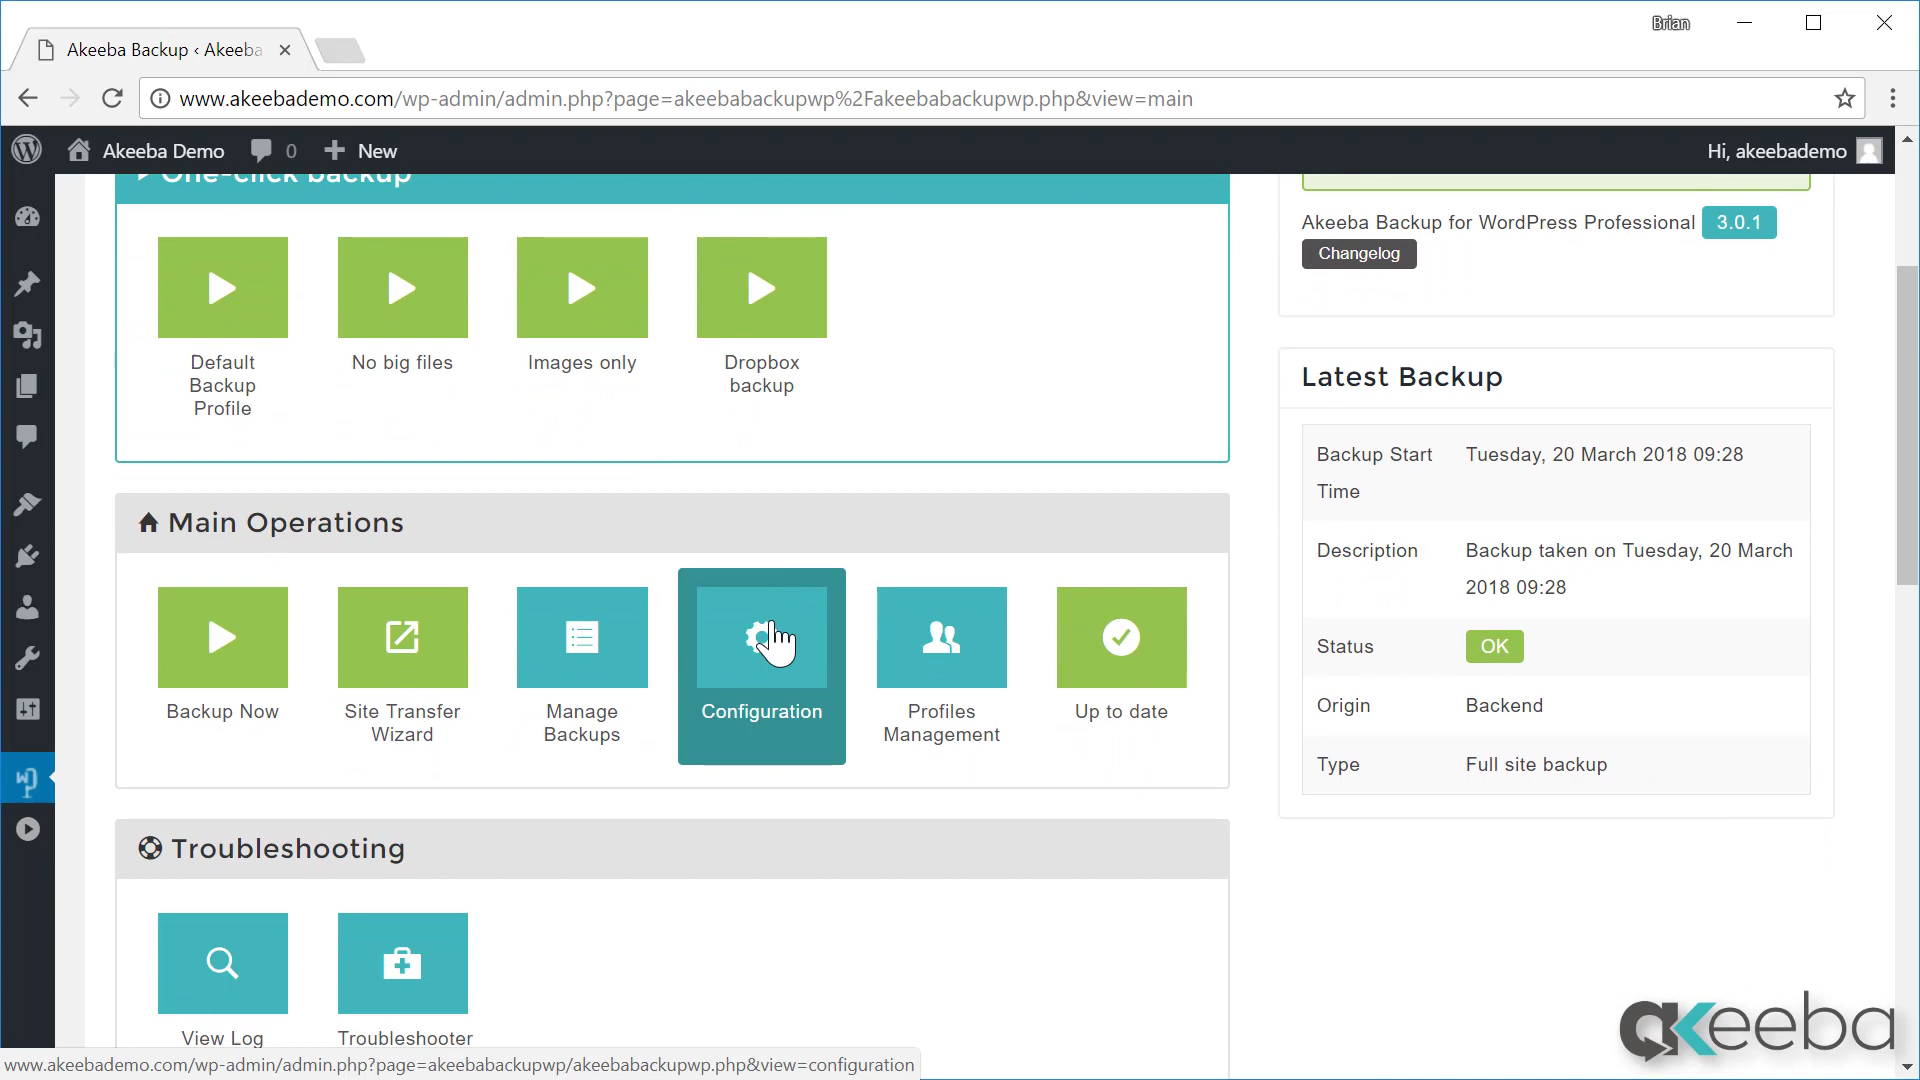 Brian
Akeeba Backup ‹ Akeeba
www.akeebademo.com/wp-admin/admin.php?page=akeebabackupwp%2Fakeebabackupwp.php&view=main
Akeeba Demo
0
New
Hi, akeebademo
One-click backup
Default
Backup
Profile
No big files
Images only
Dropbox
backup
Main Operations
Backup Now
Site Transfer
Wizard
Manage
Backups
Configuration
Profiles
Management
Up to date
Troubleshooting
View Log
Troubleshooter
Akeeba Backup for WordPress Professional 3.0.1
Changelog
Latest Backup
Backup Start
Time
Tuesday, 20 March 2018 09:28
Description
Backup taken on Tuesday, 20 March
2018 09:28
Status
OK
Origin
Backend
Type
Full site backup
akeeba
www.akeebademo.com/wp-admin/admin.php?page=akeebabackupwp/akeebabackupwp.php&view=configuration